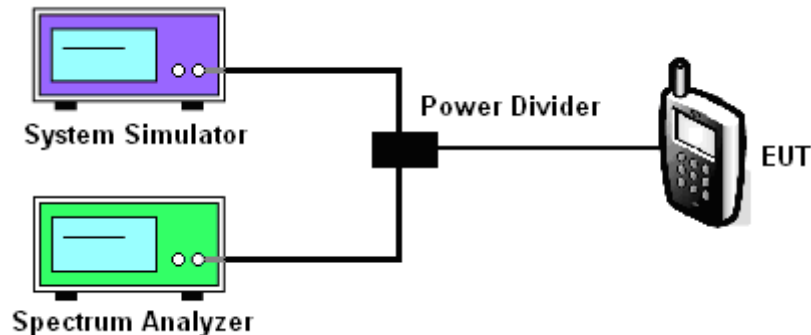 System Simulator
Power Divider
EUT
Spectrum Analyzer